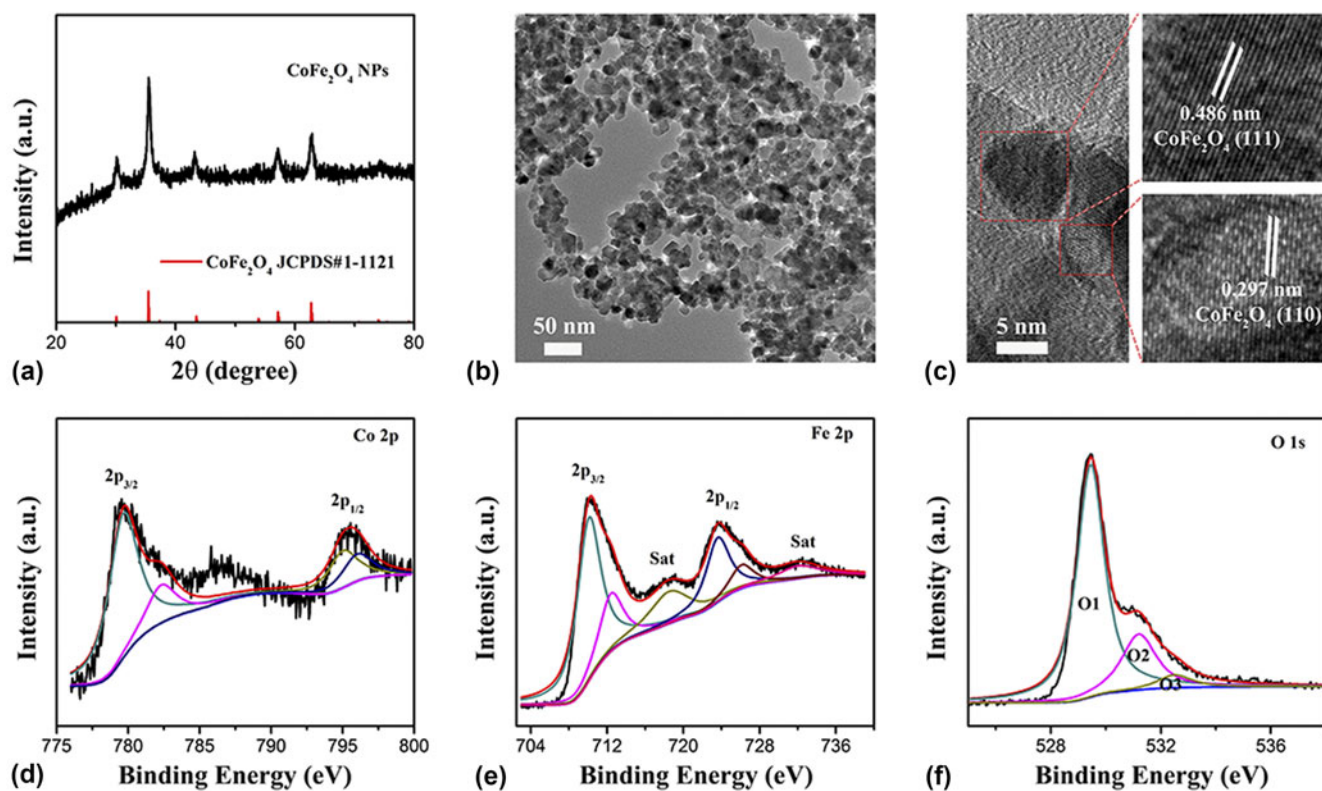 Intensity (a.u.)
CoFe₂O₄ NPs
CoFe₂O₄ JCPDS#1-1121
20 40 60 80
2θ (degree)
(a)
50 nm
(b)
0.486 nm
CoFe₂O₄ (111)
0.297 nm
CoFe₂O₄ (110)
5 nm
(c)
Intensity (a.u.)
Co 2p
2p₃/₂
2p₁/₂
775 780 785 790 795 800
Binding Energy (eV)
(d)
Intensity (a.u.)
Fe 2p
2p₃/₂
2p₁/₂
Sat
Sat
704 712 720 728 736
Binding Energy (eV)
(e)
Intensity (a.u.)
O 1s
O1
O2
O3
528 532 536
Binding Energy (eV)
(f)